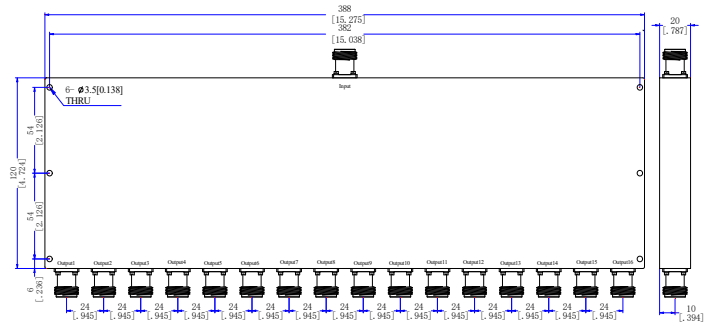 388
[15.275]
382
[15.038]
20
[.787]
6- ϕ3.5[0.138]
THRU
Input
120
[4.724]
54
[2.126]
54
[2.126]
6
[.236]
Output1 Output2 Output3 Output4 Output5 Output6 Output7 Output8 Output9 Output10 Output11 Output12 Output13 Output14 Output15 Output16
24 24 24 24 24 24 24 24 24 24 24 24 24 24 24
[.945] [.945] [.945] [.945] [.945] [.945] [.945] [.945] [.945] [.945] [.945] [.945] [.945] [.945] [.945]
10
[.394]